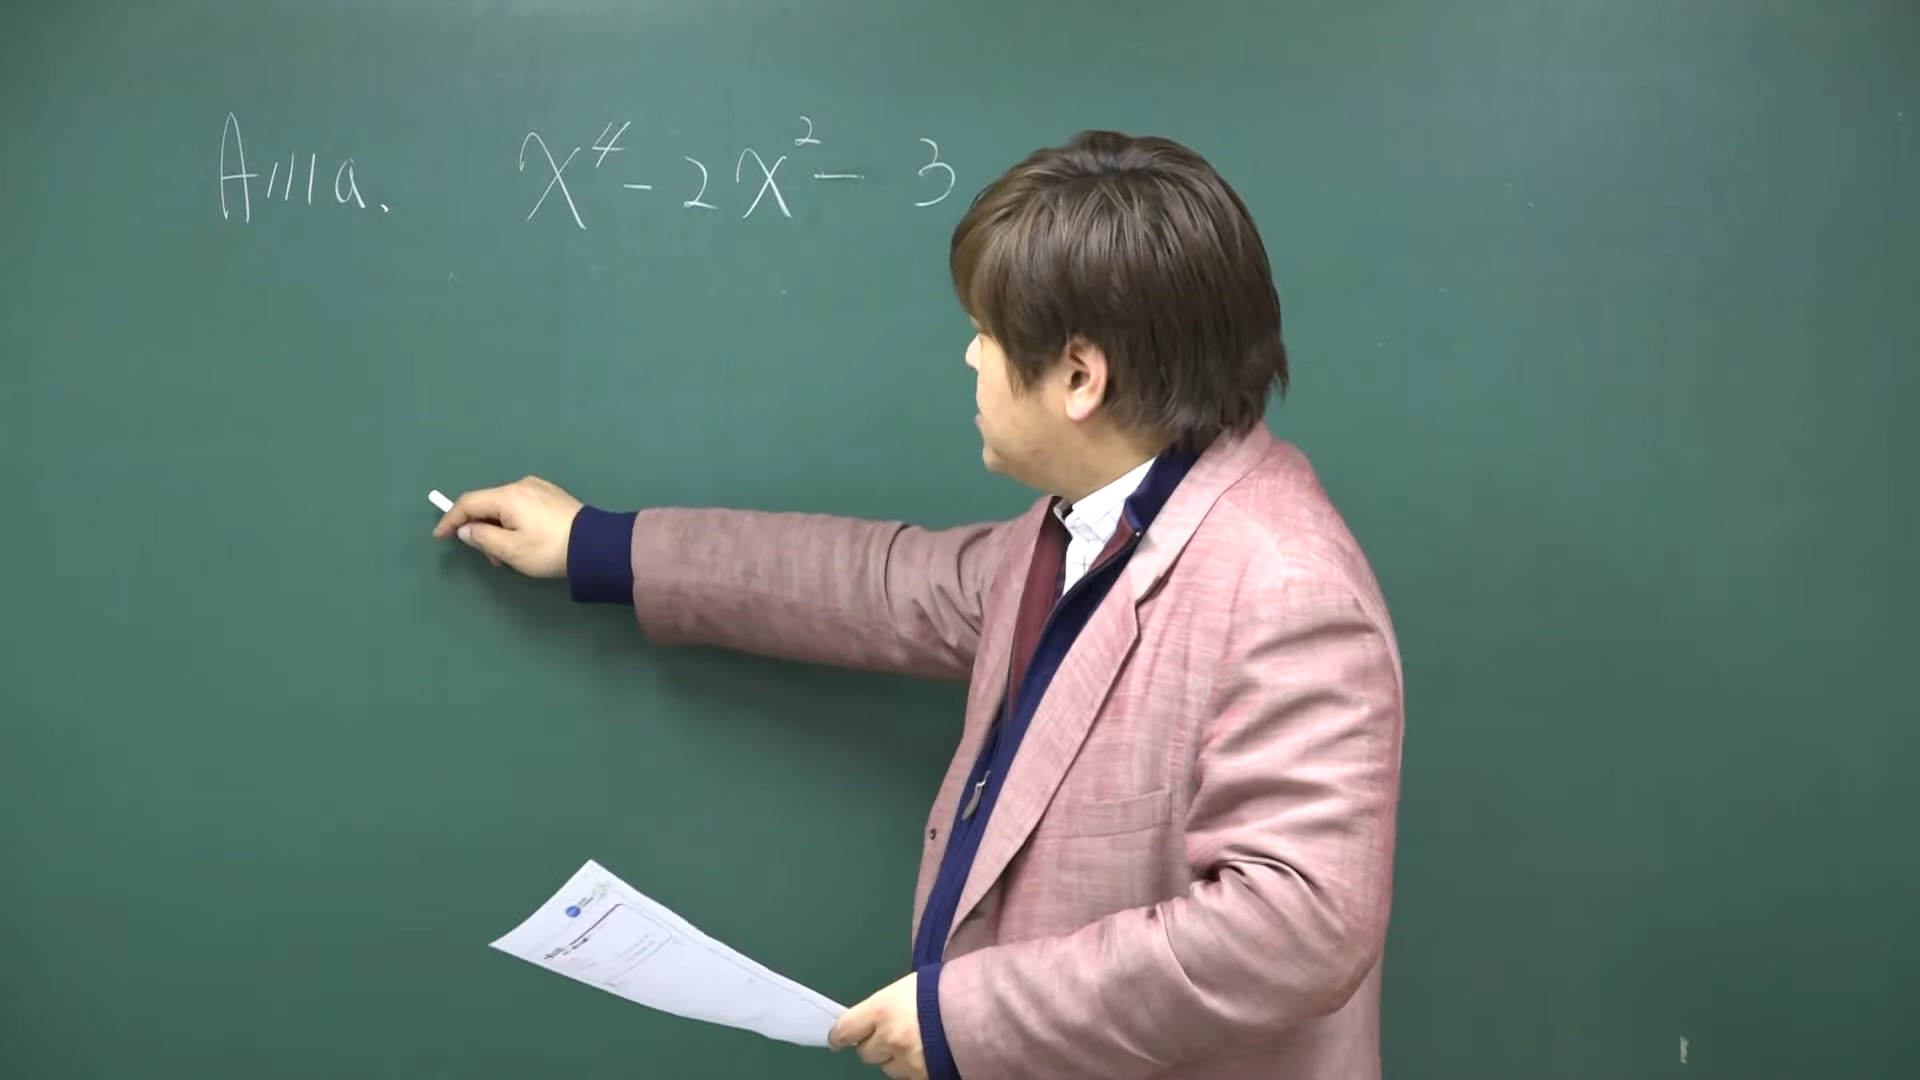 A111a. x⁴ - 2x² - 3